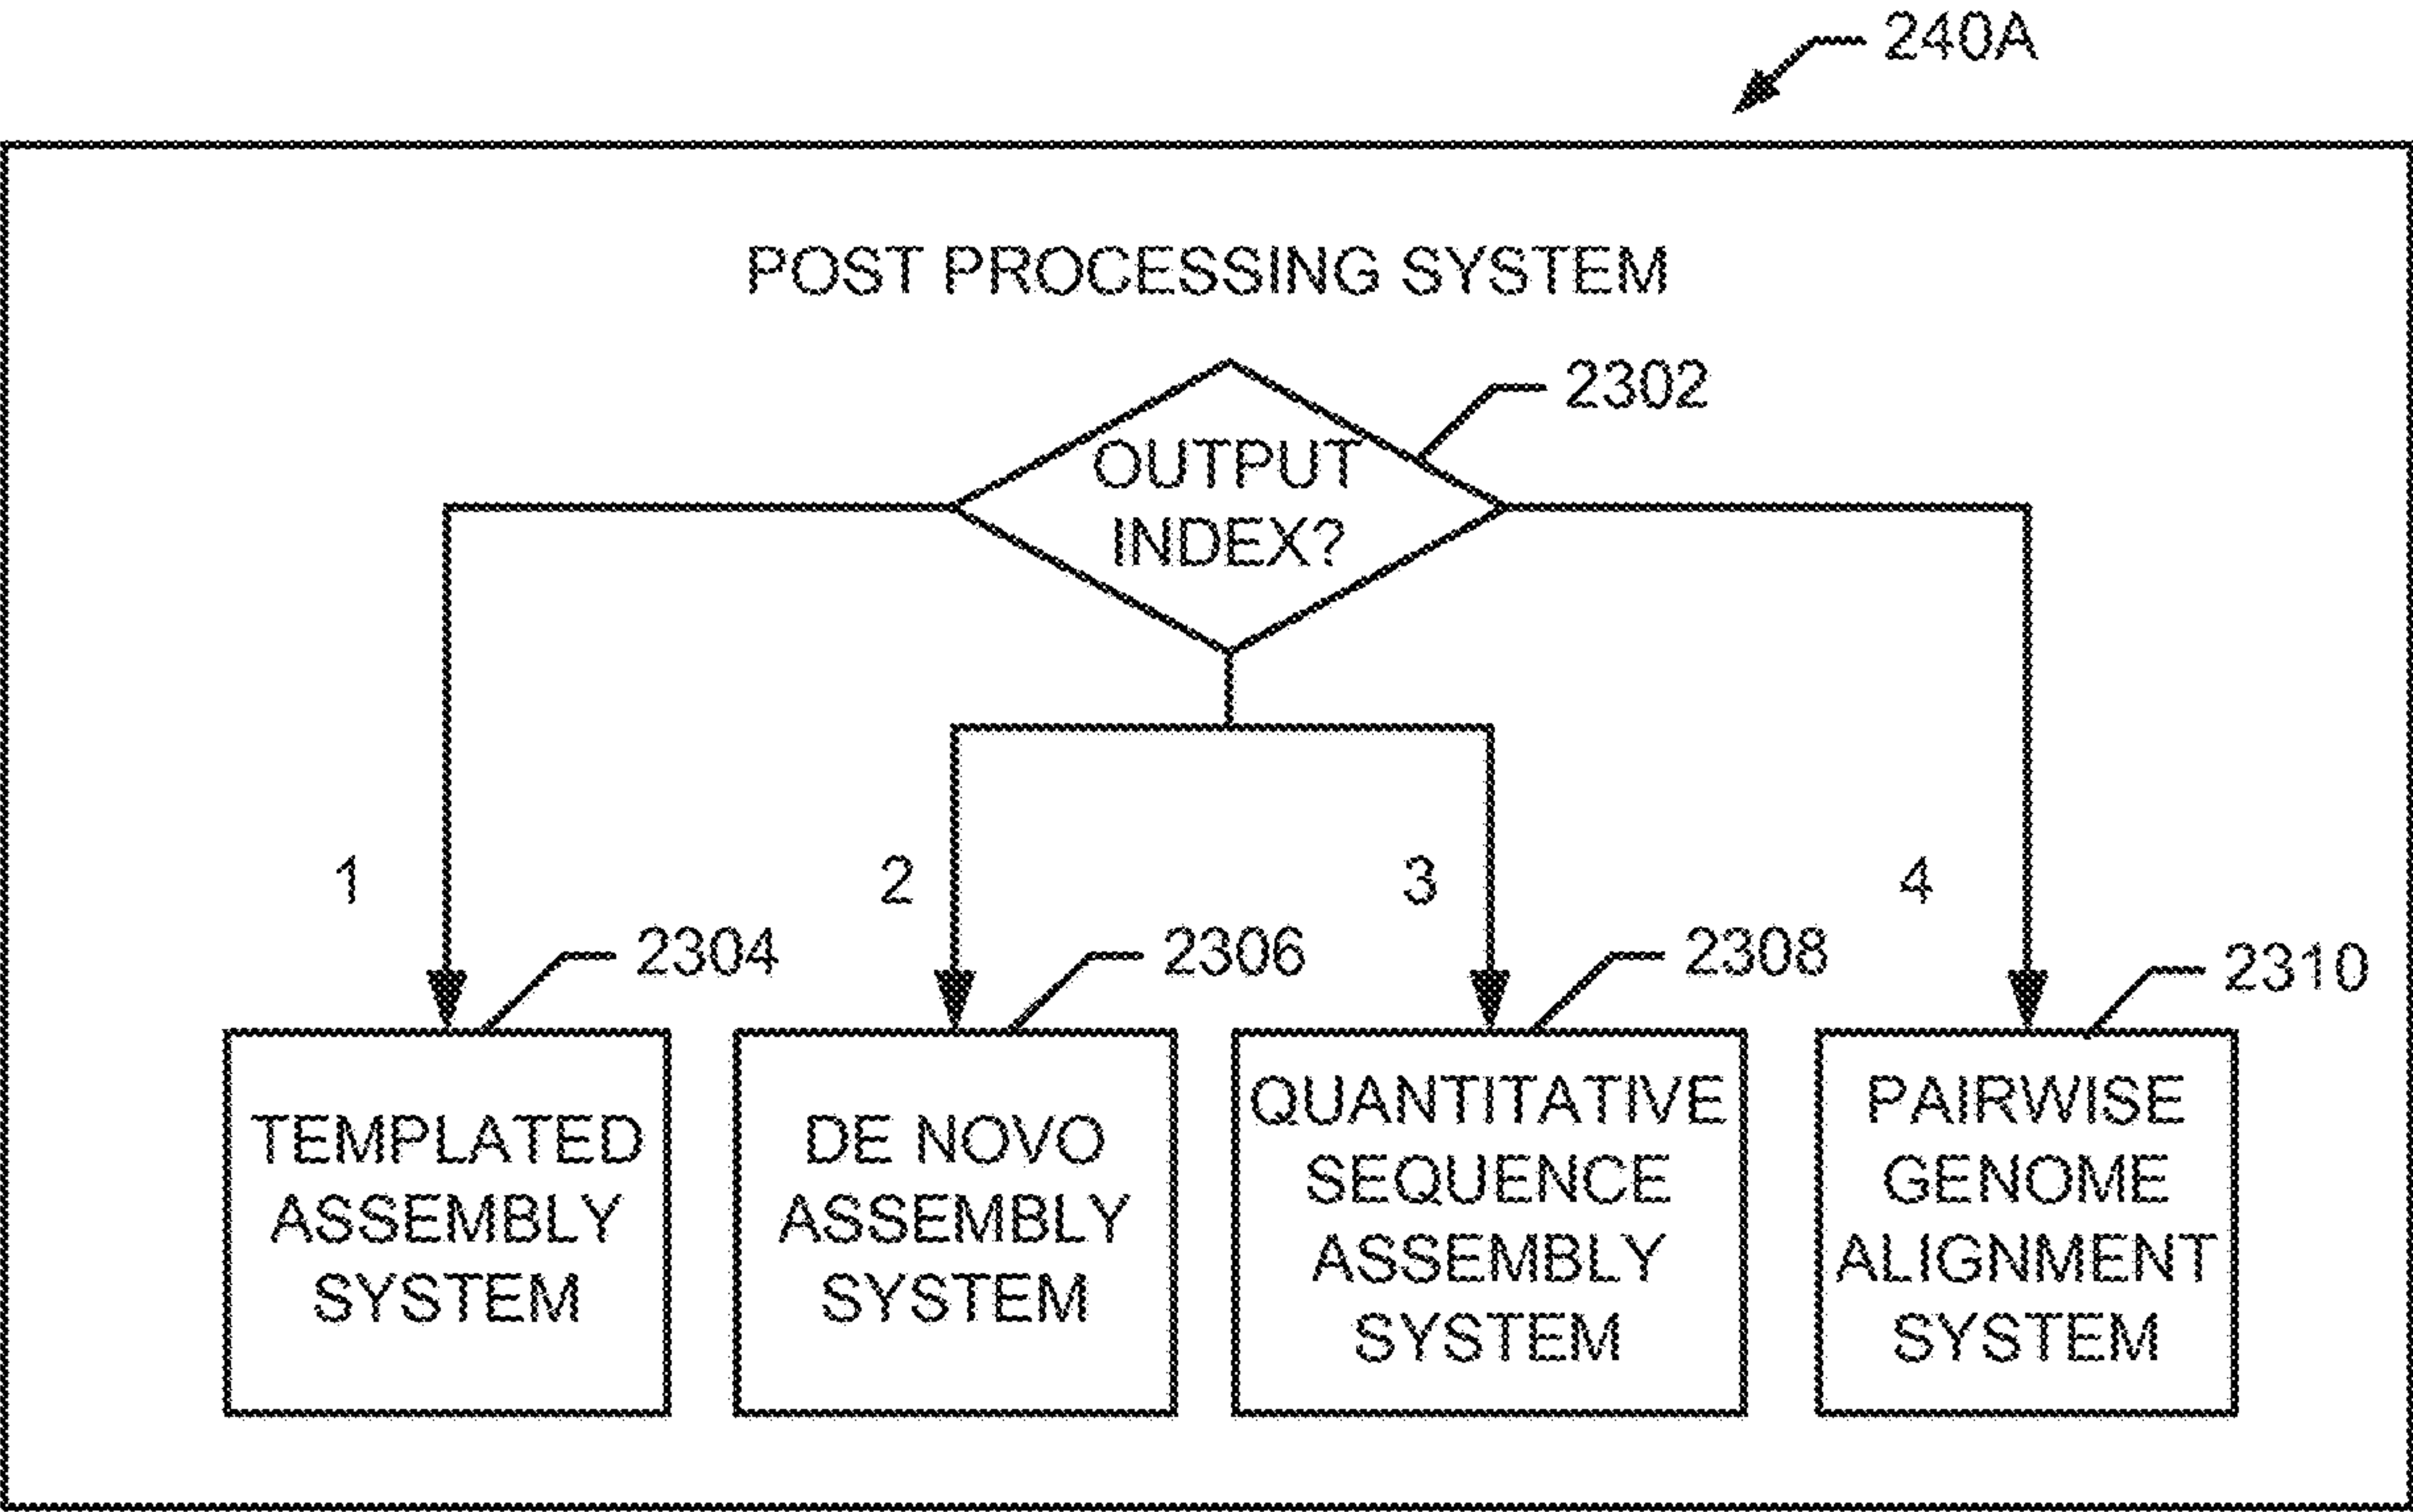 240A
POST PROCESSING SYSTEM
2302
OUTPUT
INDEX?
1
2
3
4
2304
2306
2308
2310
TEMPLATED
ASSEMBLY
SYSTEM
DE NOVO
ASSEMBLY
SYSTEM
QUANTITATIVE
SEQUENCE
ASSEMBLY
SYSTEM
PAIRWISE
GENOME
ALIGNMENT
SYSTEM